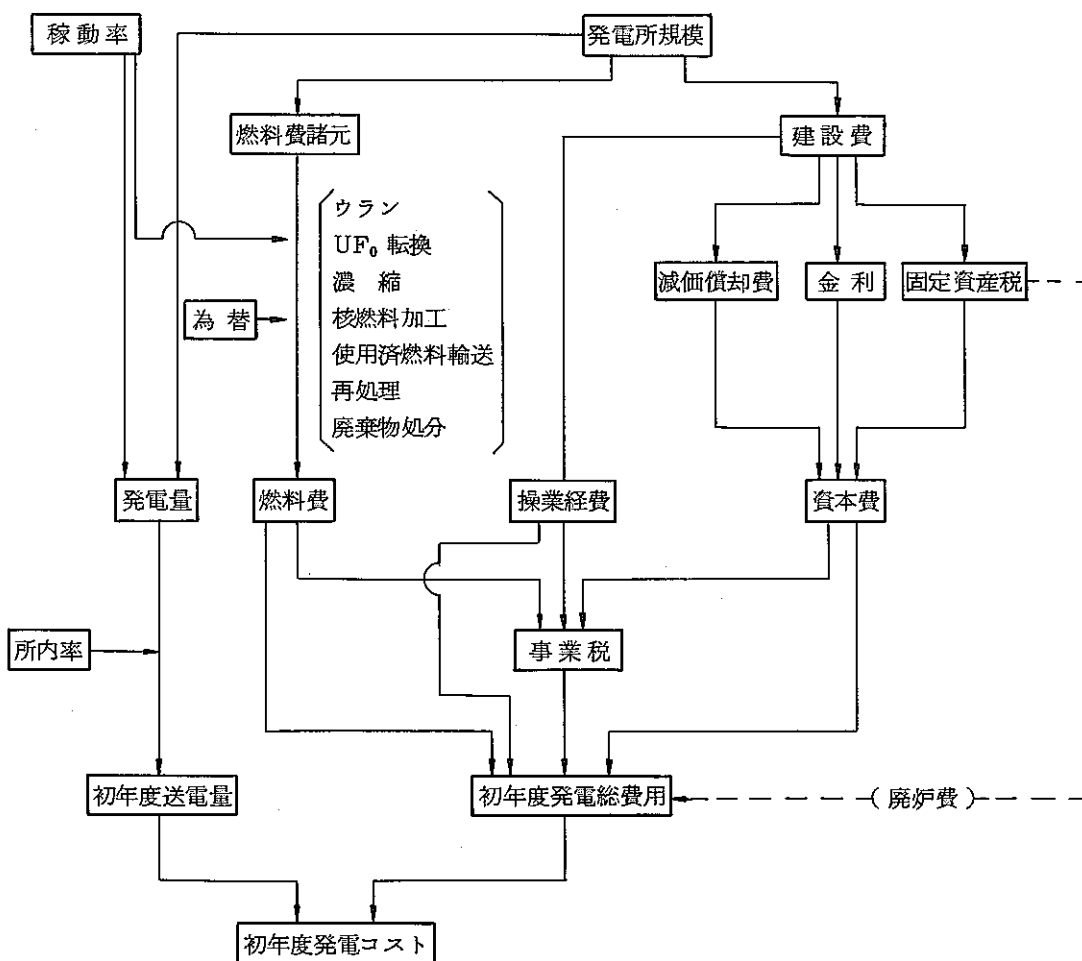 稼動率
発電所規模
燃料費諸元
建設費
ウラン
UF₀ 転換
濃縮
核燃料加工
使用済燃料輸送
再処理
廃棄物処分
為替
減価償却費
金利
固定資産税
発電量
燃料費
操業経費
資本費
所内率
事業税
初年度送電量
初年度発電総費用
(廃炉費)
初年度発電コスト